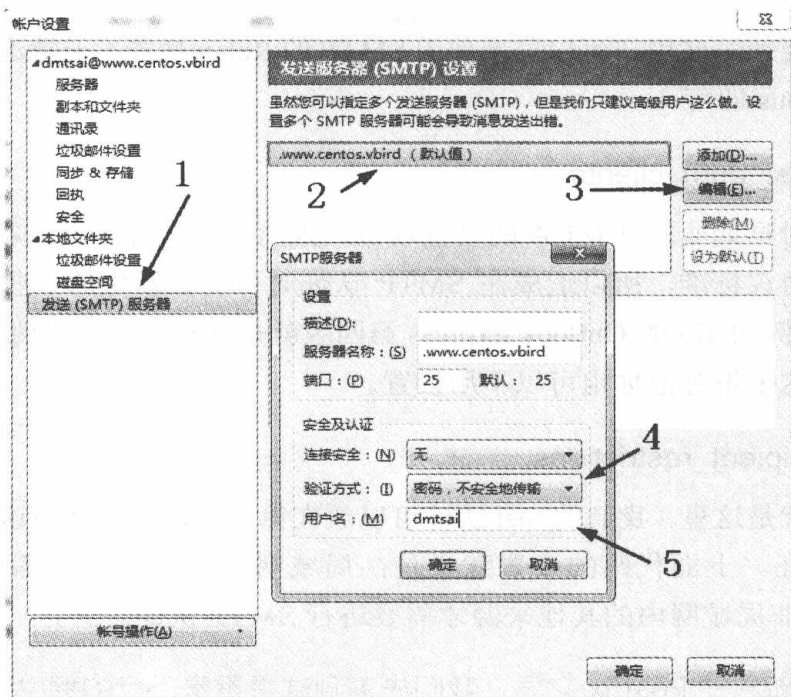 帐户设置
dmtsai@www.centos.vbird
服务器
副本和文件夹
通讯录
垃圾邮件设置
同步 & 存储
回执
安全
本地文件夹
垃圾邮件设置
磁盘空间
发送 (SMTP) 服务器
帐号操作(A)
发送服务器 (SMTP) 设置
虽然您可以指定多个发送服务器 (SMTP)，但是我们只建议高级用户这么做。设
置多个 SMTP 服务器可能会导致消息发送出错。
.www.centos.vbird （默认值）
添加(D)...
编辑(E)...
删除(M)
设为默认(T)
1
2
3
SMTP服务器
设置
描述(D):
服务器名称：(S) .www.centos.vbird
端口：(P) 25 默认： 25
安全及认证
连接安全：(N) 无
验证方式：(I) 密码，不安全地传输
用户名：(M) dmtsai
确定 取消
4
5
确定 取消